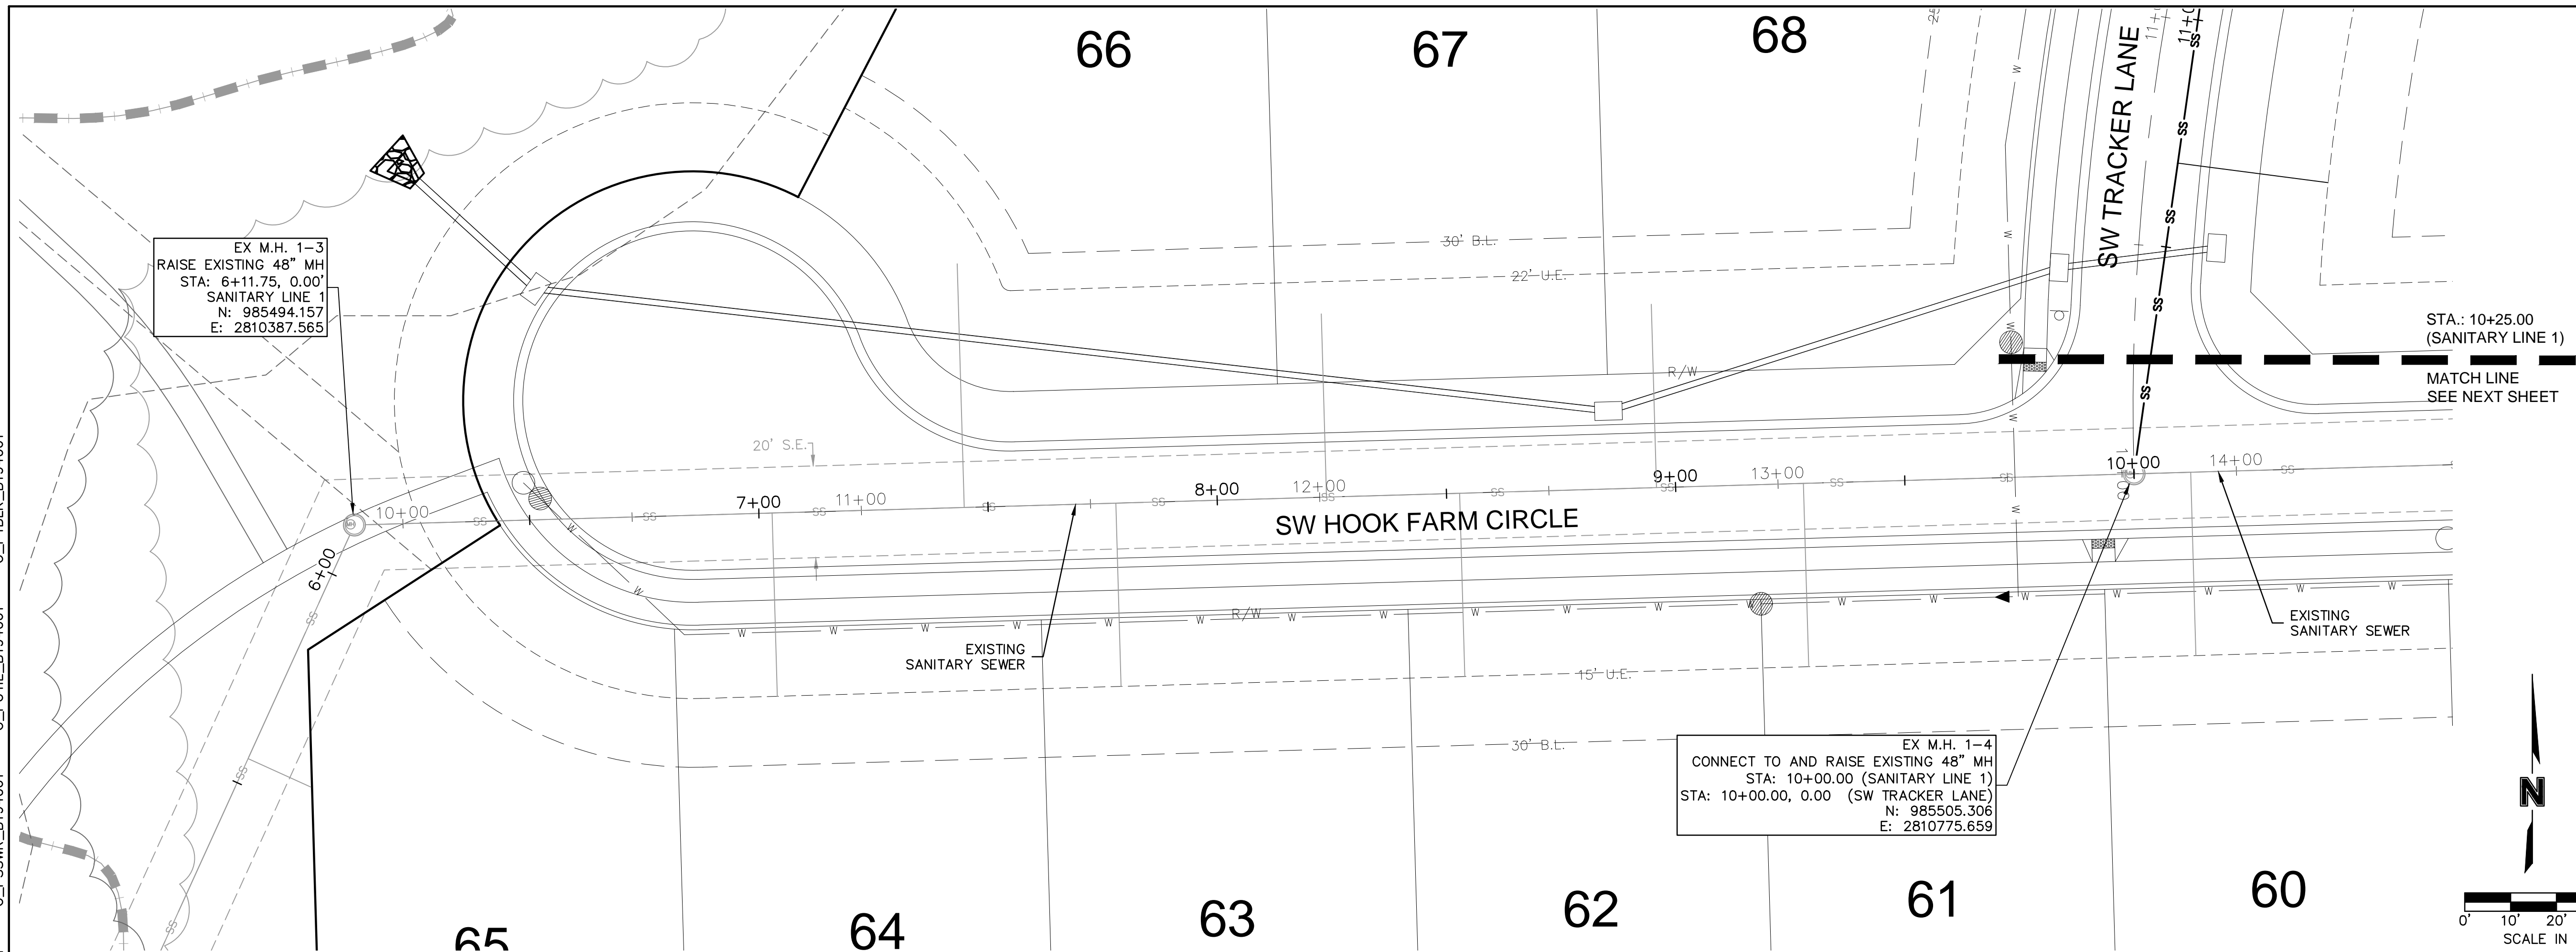 66
67
68
SW TRACKER LANE
11+0
11+0
25
EX M.H. 1-3
RAISE EXISTING 48" MH
STA: 6+11.75, 0.00'
SANITARY LINE 1
N: 985494.157
E: 2810387.565
30' B.L.
22' U.E.
R/W
STA.: 10+25.00
(SANITARY LINE 1)
MATCH LINE
SEE NEXT SHEET
20' S.E.
10+00
7+00
11+00
8+00
12+00
9+00
13+00
10+00
14+00
6+00
SW HOOK FARM CIRCLE
R/W
EXISTING
SANITARY SEWER
EXISTING
SANITARY SEWER
15' U.E.
30' B.L.
EX M.H. 1-4
CONNECT TO AND RAISE EXISTING 48" MH
STA: 10+00.00 (SANITARY LINE 1)
STA: 10+00.00, 0.00 (SW TRACKER LANE)
N: 985505.306
E: 2810775.659
N
65
64
63
62
61
60
0' 10' 20'
SCALE IN